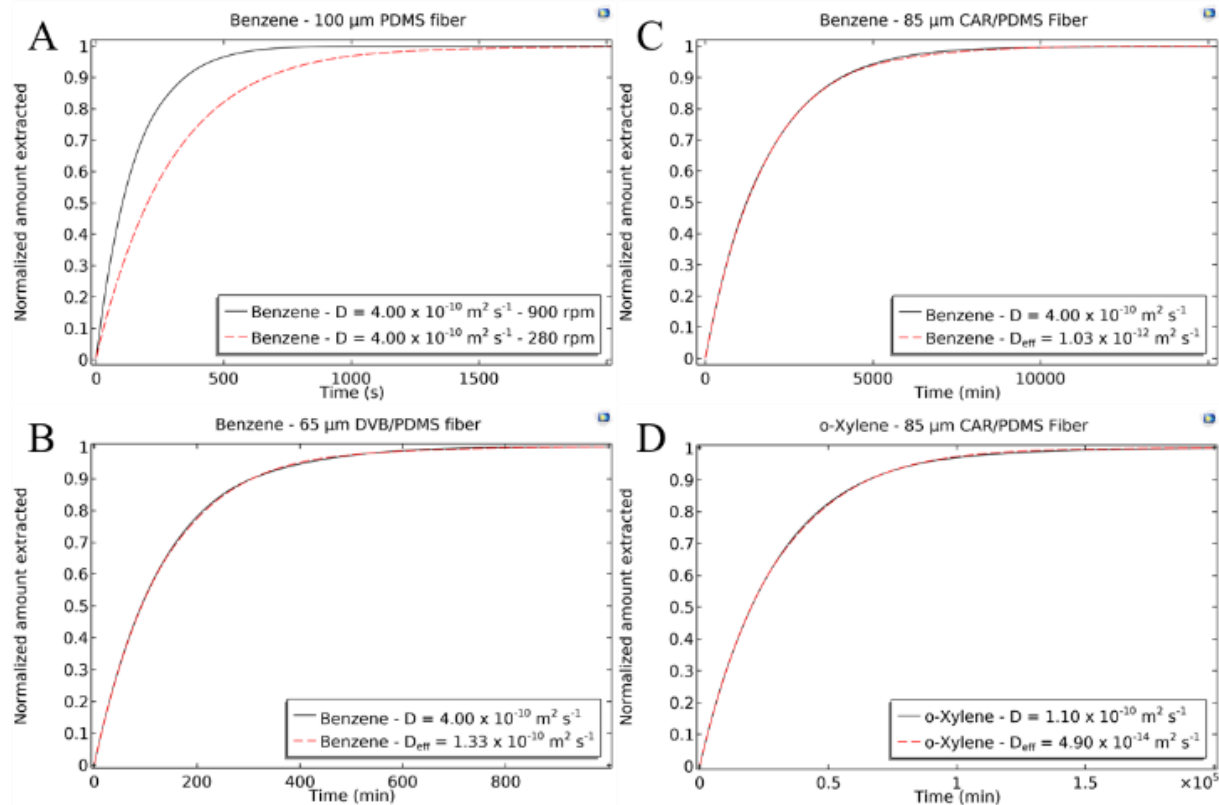 A
Benzene - 100 μm PDMS fiber
Normalized amount extracted
1
0.9
0.8
0.7
0.6
0.5
0.4
0.3
0.2
0.1
0
Benzene - D = 4.00 x 10⁻¹⁰ m² s⁻¹ - 900 rpm
Benzene - D = 4.00 x 10⁻¹⁰ m² s⁻¹ - 280 rpm
0 500 1000 1500
Time (s)
B
Benzene - 65 μm DVB/PDMS fiber
Normalized amount extracted
1
0.9
0.8
0.7
0.6
0.5
0.4
0.3
0.2
0.1
0
Benzene - D = 4.00 x 10⁻¹⁰ m² s⁻¹
Benzene - D_eff = 1.33 x 10⁻¹⁰ m² s⁻¹
0 200 400 600 800
Time (min)
C
Benzene - 85 μm CAR/PDMS Fiber
Normalized amount extracted
1
0.9
0.8
0.7
0.6
0.5
0.4
0.3
0.2
0.1
0
Benzene - D = 4.00 x 10⁻¹⁰ m² s⁻¹
Benzene - D_eff = 1.03 x 10⁻¹² m² s⁻¹
0 5000 10000
Time (min)
D
o-Xylene - 85 μm CAR/PDMS Fiber
Normalized amount extracted
1
0.9
0.8
0.7
0.6
0.5
0.4
0.3
0.2
0.1
0
o-Xylene - D = 1.10 x 10⁻¹⁰ m² s⁻¹
o-Xylene - D_eff = 4.90 x 10⁻¹⁴ m² s⁻¹
0 0.5 1 1.5 ×10⁵
Time (min)